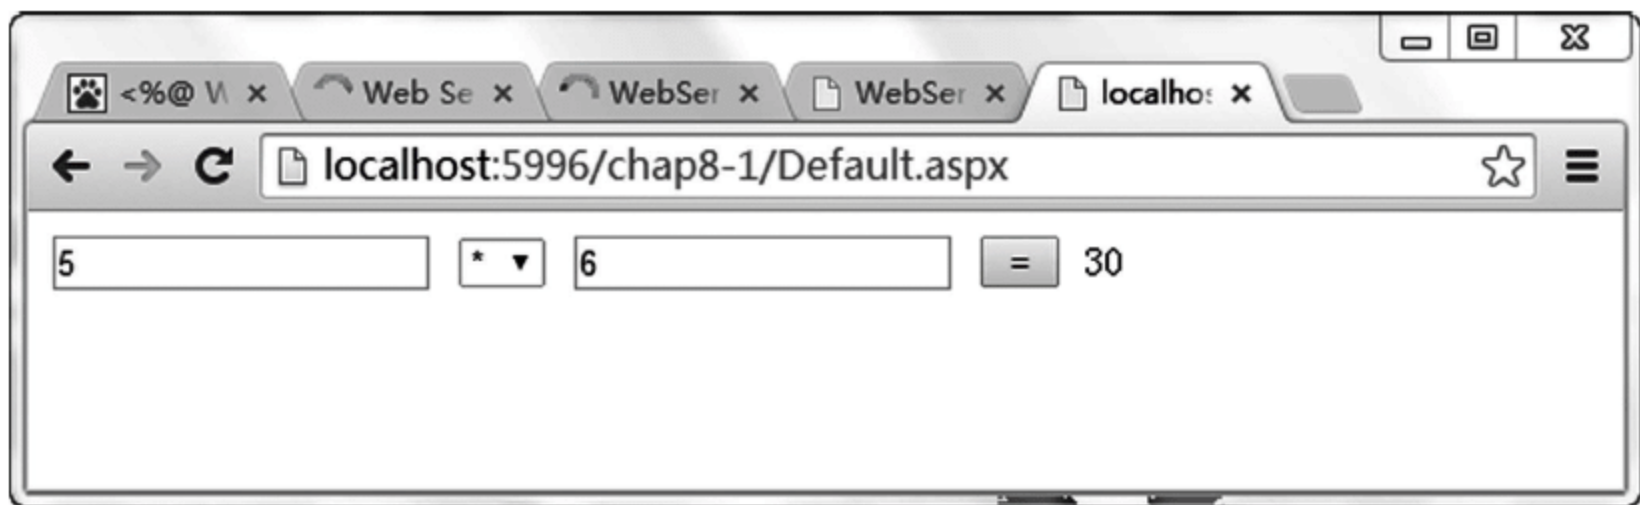 <%@ W Web Se WebSer WebSer localhos
localhost:5996/chap8-1/Default.aspx
5 * 6 = 30